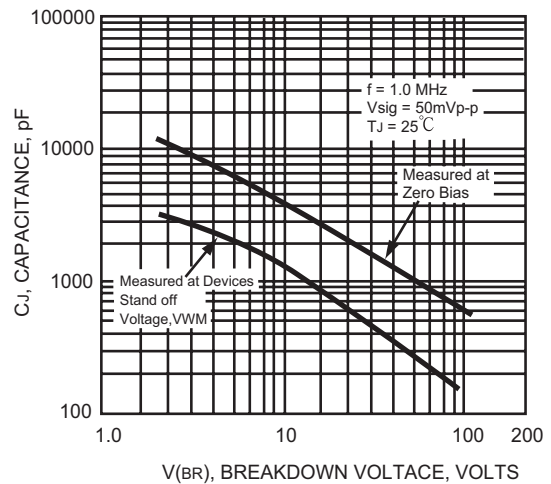 100000
f = 1.0 MHz
Vsig = 50mVp-p
TJ = 25℃
10000
Measured at
Zero Bias
CJ, CAPACITANCE, pF
1000
Measured at Devices
Stand off
Voltage,VWM
100
1.0 10 100 200
V(BR), BREAKDOWN VOLTACE, VOLTS